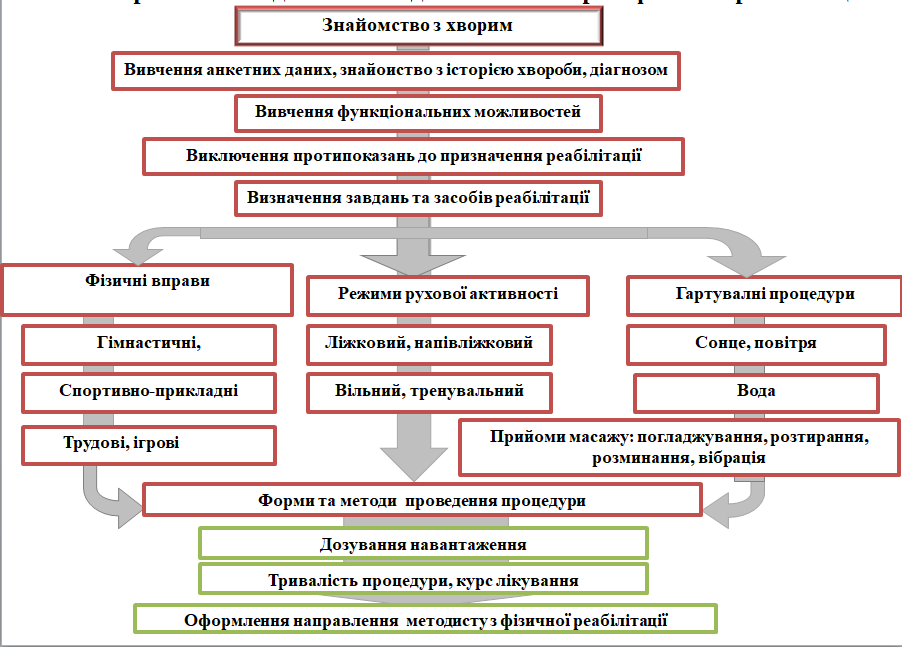 Знайомство з хворим
Вивчення анкетних даних, знайоиство з історією хвороби, діагнозом
Вивчення функціональних можливостей
Виключення протипоказань до призначення реабілітації
Визначення завдань та засобів реабілітації
Фізичні вправи
Гімнастичні,
Спортивно-прикладні
Трудові, ігрові
Режими рухової активності
Ліжковий, напівліжковий
Вільний, тренувальний
Гартувалні процедури
Сонце, повітря
Вода
Прийоми масажу: погладжування, розтирання,
розминання, вібрація
Форми та методи проведення процедури
Дозування навантаження
Тривалість процедури, курс лікування
Оформлення направлення методисту з фізичної реабілітації